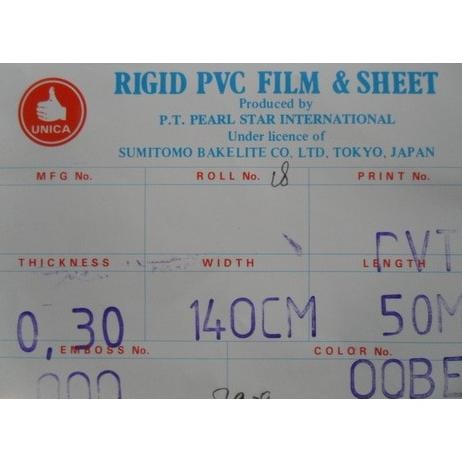 RIGID PVC FILM & SHEET
Produced by
P.T. PEARL STAR INTERNATIONAL
Under licence of
SUMITOMO BAKELITE CO, LTD, TOKYO, JAPAN
UNICA
MFG No. ROLL No. 18 PRINT No.
THICKNESS WIDTH LENGTH
0,30 140CM 50M
EMBOSS No. COLOR No.
000 00BE